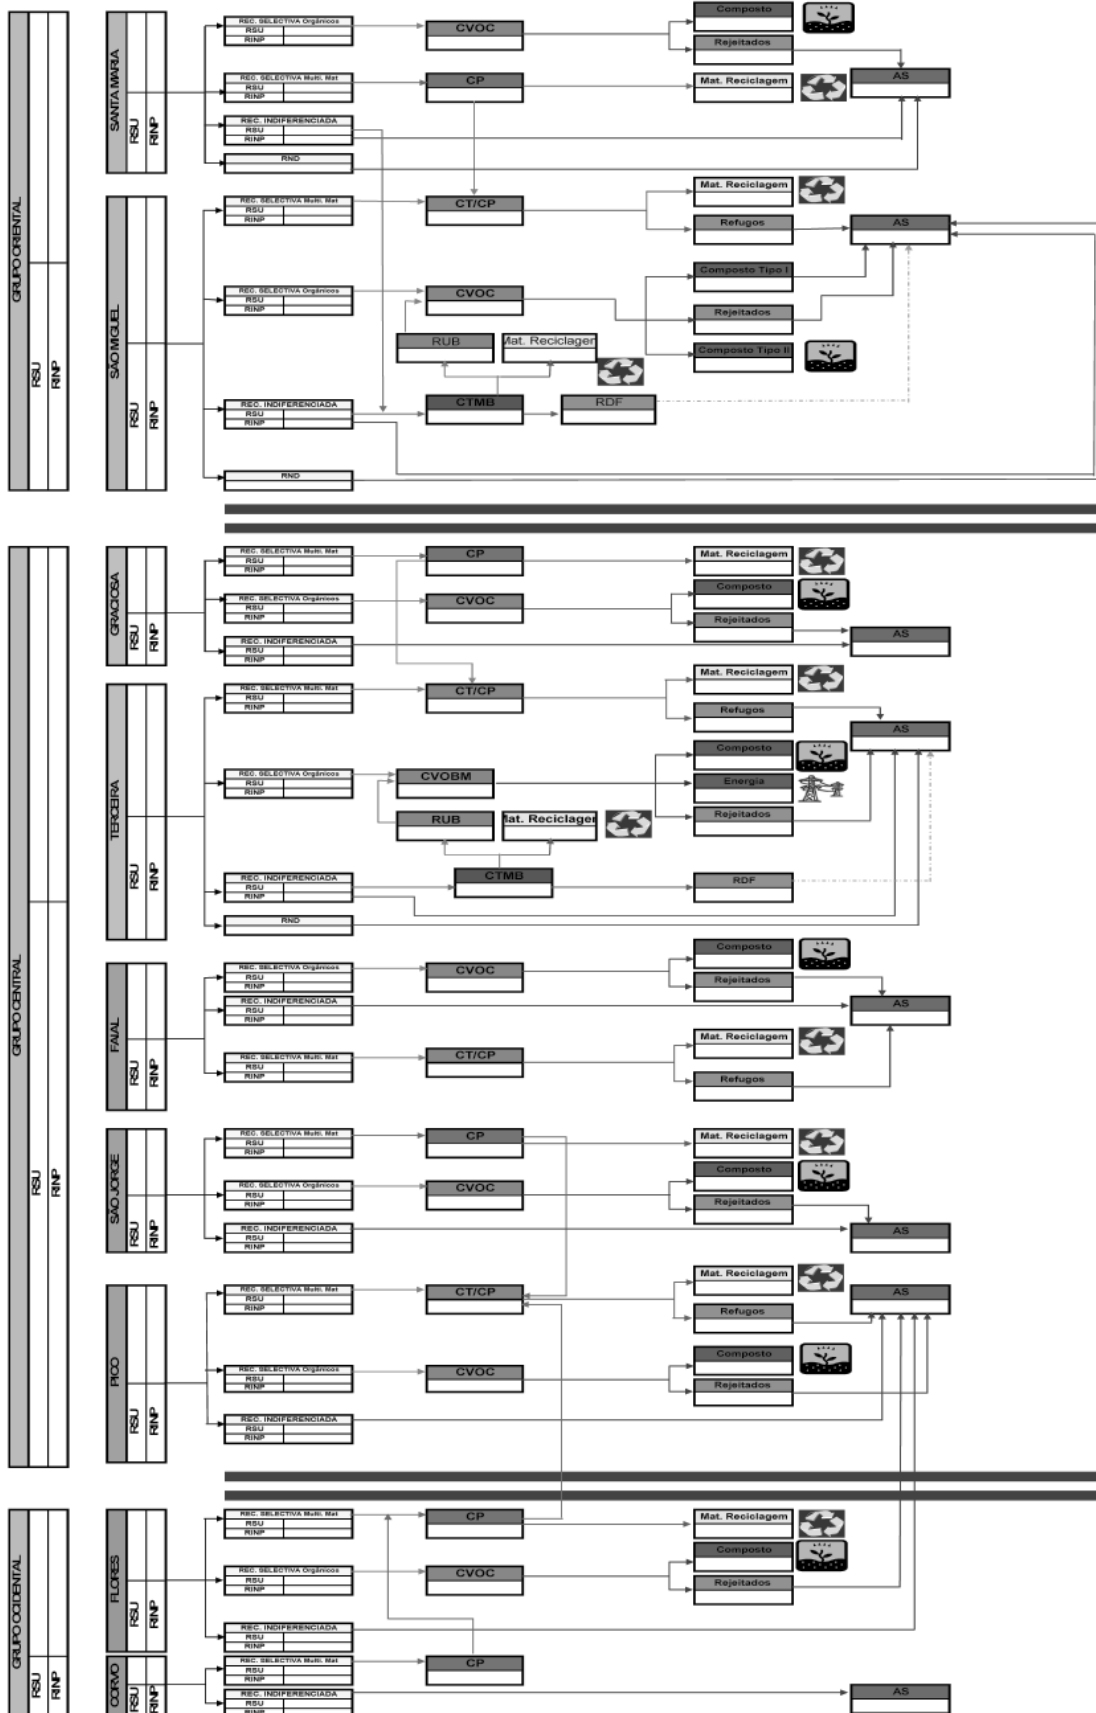 GRUPO ORIENTAL
RSU
RINP
SANTA MARIA
RSU
RINP
REC. SELECTIVA Orgânicos
RSU
RINP
CVOC
Composto
Rejeitados
AS
REC. SELECTIVA Multi. Mat
RSU
RINP
CP
Mat. Reciclagem
REC. INDIFERENCIADA
RSU
RINP
RND
SÃO MIGUEL
RSU
RINP
REC. SELECTIVA Multi. Mat
RSU
RINP
CT/CP
Mat. Reciclagem
Refugos
AS
REC. SELECTIVA Orgânicos
RSU
RINP
CVOC
Composto Tipo I
Rejeitados
Composto Tipo II
RUB
Mat. Reciclagem
REC. INDIFERENCIADA
RSU
RINP
CTMB
RDF
RND
GRUPO CENTRAL
RSU
RINP
GRACIOSA
RSU
RINP
REC. SELECTIVA Multi. Mat
RSU
RINP
CP
Mat. Reciclagem
REC. SELECTIVA Orgânicos
RSU
RINP
CVOC
Composto
Rejeitados
AS
REC. INDIFERENCIADA
RSU
RINP
TERCEIRA
RSU
RINP
REC. SELECTIVA Multi. Mat
RSU
RINP
CT/CP
Mat. Reciclagem
Refugos
AS
REC. SELECTIVA Orgânicos
RSU
RINP
CVOBM
Composto
Energia
Rejeitados
RUB
Mat. Reciclagem
REC. INDIFERENCIADA
RSU
RINP
CTMB
RDF
RND
FAIAL
RSU
RINP
REC. SELECTIVA Orgânicos
RSU
RINP
CVOC
Composto
Rejeitados
REC. INDIFERENCIADA
RSU
RINP
AS
REC. SELECTIVA Multi. Mat
RSU
RINP
CT/CP
Mat. Reciclagem
Refugos
SÃO JORGE
RSU
RINP
REC. SELECTIVA Multi. Mat
RSU
RINP
CP
Mat. Reciclagem
REC. SELECTIVA Orgânicos
RSU
RINP
CVOC
Composto
Rejeitados
REC. INDIFERENCIADA
RSU
RINP
AS
PICO
RSU
RINP
REC. SELECTIVA Multi. Mat
RSU
RINP
CT/CP
Mat. Reciclagem
Refugos
AS
REC. SELECTIVA Orgânicos
RSU
RINP
CVOC
Composto
Rejeitados
REC. INDIFERENCIADA
RSU
RINP
GRUPO OCIDENTAL
RSU
RINP
FLORES
RSU
RINP
REC. SELECTIVA Multi. Mat
RSU
RINP
CP
Mat. Reciclagem
REC. SELECTIVA Orgânicos
RSU
RINP
CVOC
Composto
Rejeitados
REC. INDIFERENCIADA
RSU
RINP
CORVO
RSU
RINP
REC. SELECTIVA Multi. Mat
RSU
RINP
CP
REC. INDIFERENCIADA
RSU
RINP
AS